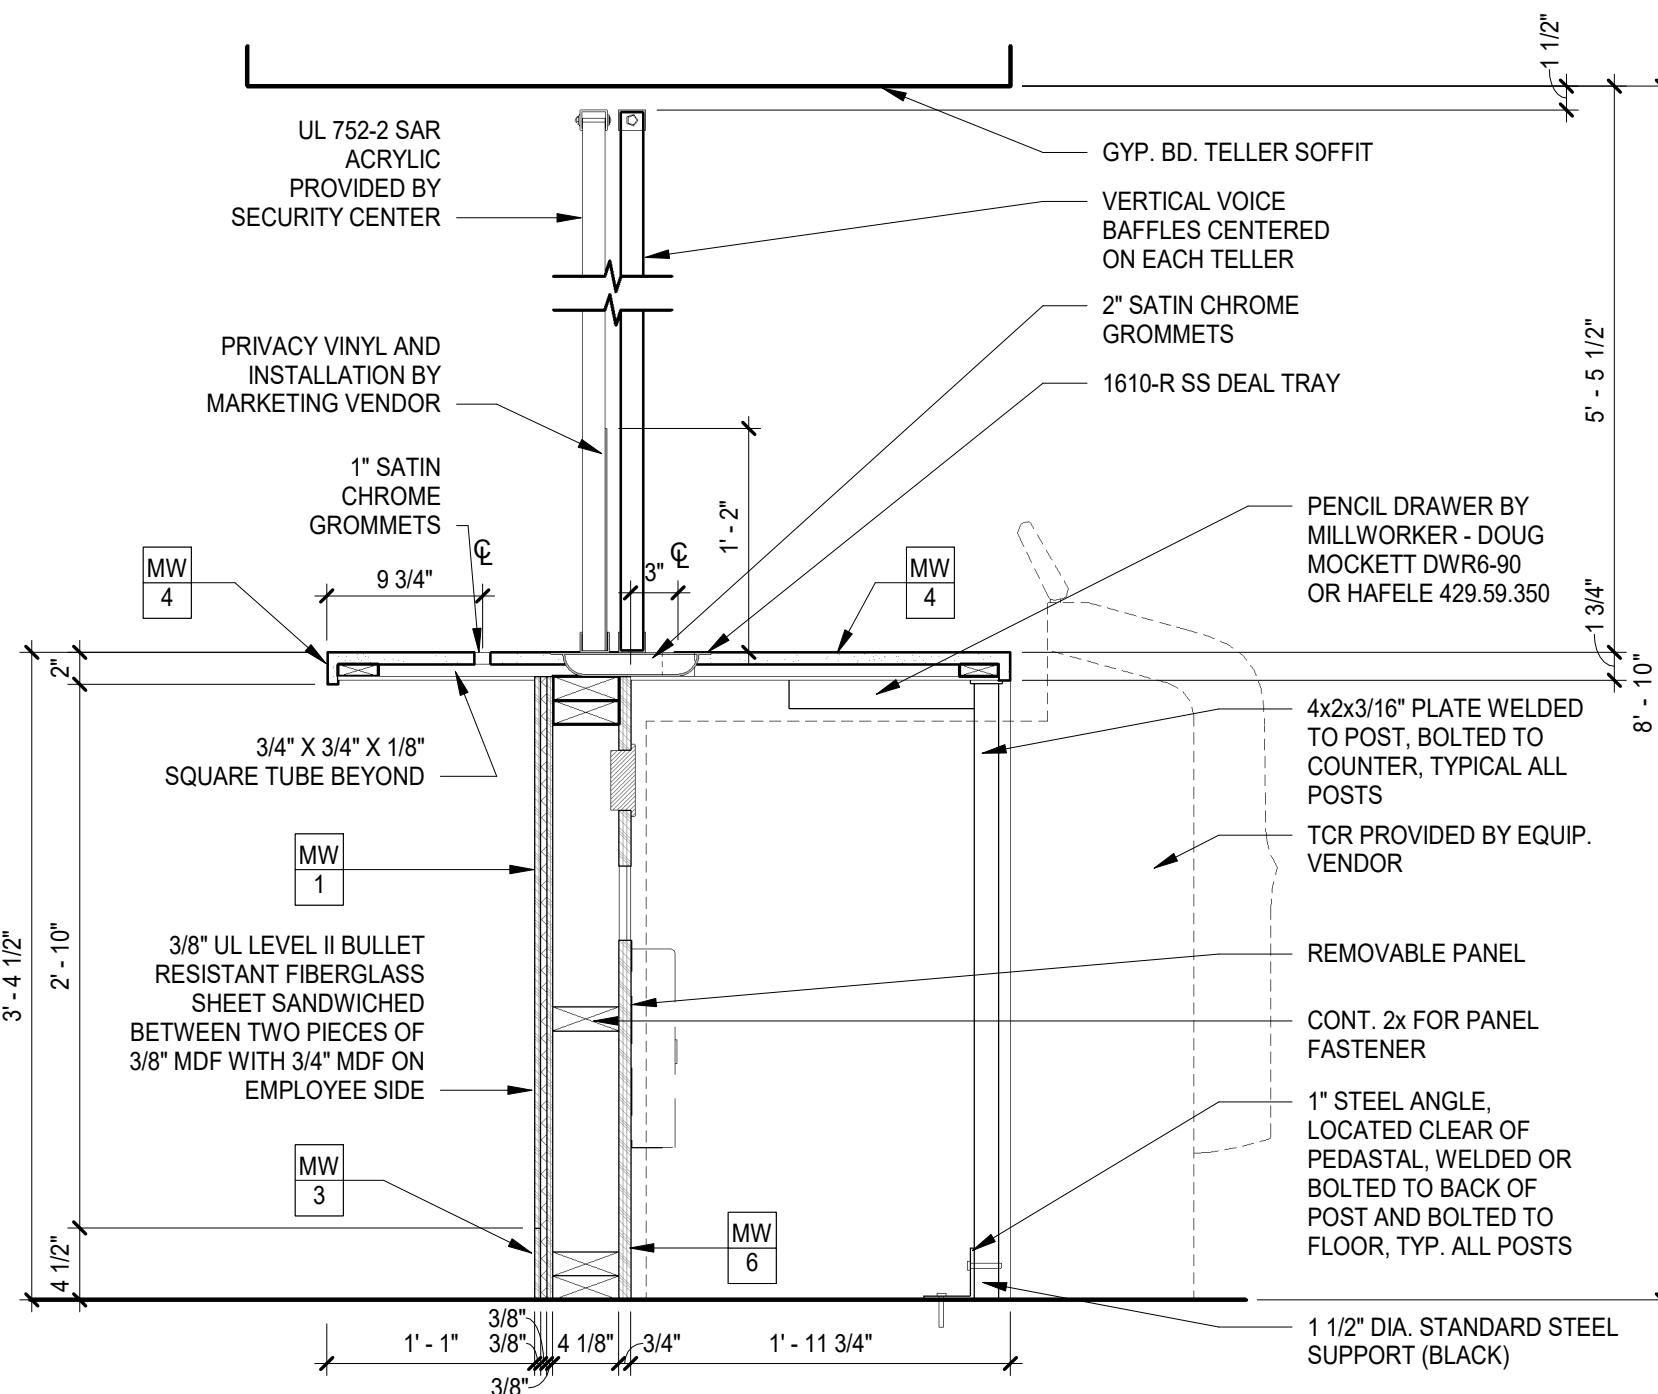 1 1/2"
UL 752-2 SAR
ACRYLIC
PROVIDED BY
SECURITY CENTER
GYP. BD. TELLER SOFFIT
VERTICAL VOICE
BAFFLES CENTERED
ON EACH TELLER
2" SATIN CHROME
GROMMETS
PRIVACY VINYL AND
INSTALLATION BY
MARKETING VENDOR
1610-R SS DEAL TRAY
5' - 5 1/2"
1" SATIN
CHROME
GROMMETS
1' - 2"
PENCIL DRAWER BY
MILLWORKER - DOUG
MOCKETT DWR6-90
OR HAFELE 429.59.350
MW
4
9 3/4"
℄
3"
℄
MW
4
1 3/4"
2"
8' - 10"
3/4" X 3/4" X 1/8"
SQUARE TUBE BEYOND
4x2x3/16" PLATE WELDED
TO POST, BOLTED TO
COUNTER, TYPICAL ALL
POSTS
TCR PROVIDED BY EQUIP.
VENDOR
MW
1
3' - 4 1/2"
2' - 10"
3/8" UL LEVEL II BULLET
RESISTANT FIBERGLASS
SHEET SANDWICHED
BETWEEN TWO PIECES OF
3/8" MDF WITH 3/4" MDF ON
EMPLOYEE SIDE
REMOVABLE PANEL
CONT. 2x FOR PANEL
FASTENER
1" STEEL ANGLE,
LOCATED CLEAR OF
PEDASTAL, WELDED OR
BOLTED TO BACK OF
POST AND BOLTED TO
FLOOR, TYP. ALL POSTS
MW
3
MW
6
4 1/2"
1' - 1"
3/8"
3/8"
3/8"
4 1/8"
3/4"
1' - 11 3/4"
1 1/2" DIA. STANDARD STEEL
SUPPORT (BLACK)